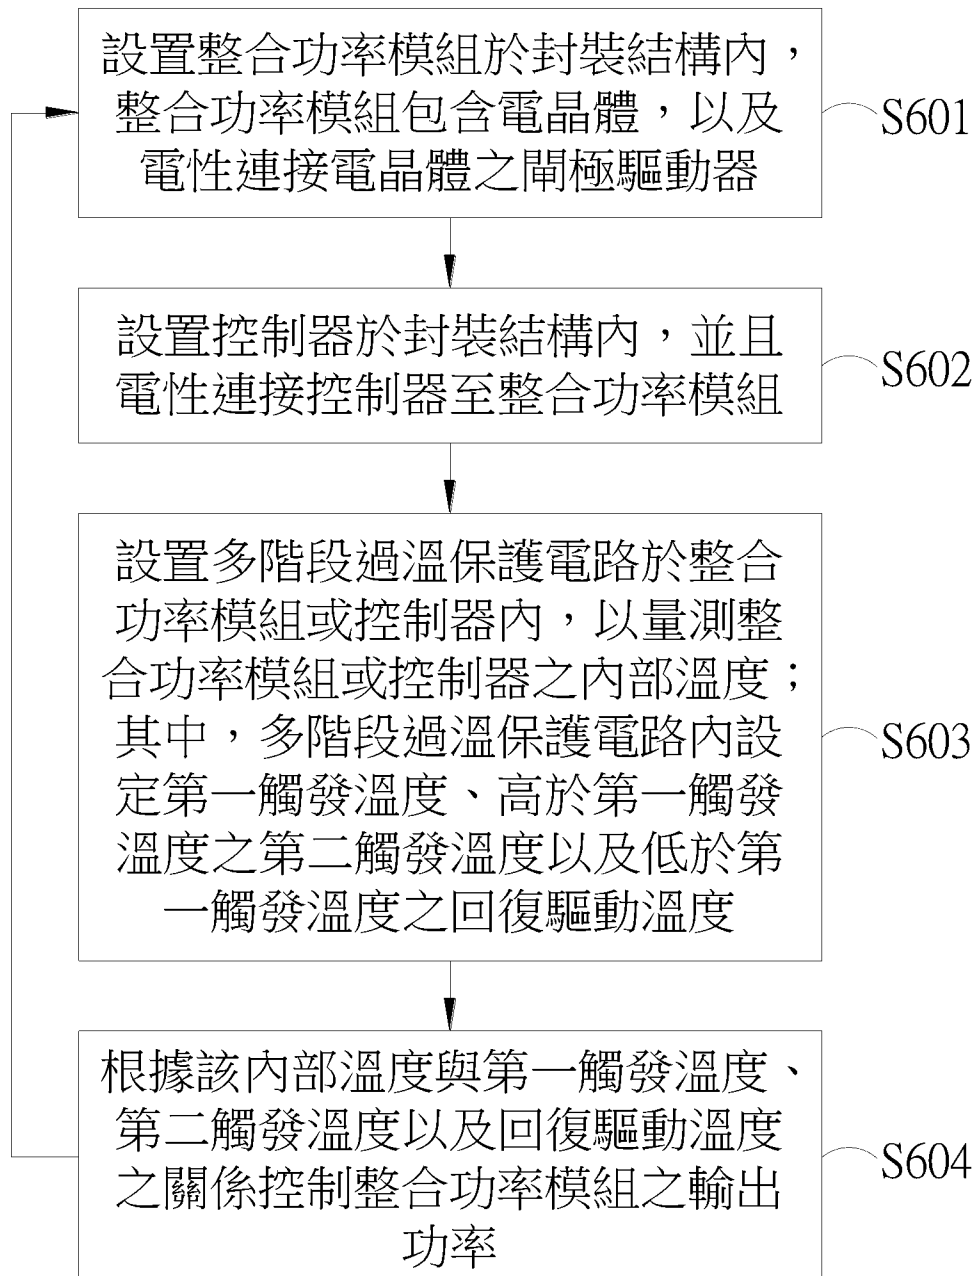 設置整合功率模組於封裝結構內，
整合功率模組包含電晶體，以及
電性連接電晶體之閘極驅動器
S601
設置控制器於封裝結構內，並且
電性連接控制器至整合功率模組
S602
設置多階段過溫保護電路於整合
功率模組或控制器內，以量測整
合功率模組或控制器之內部溫度；
其中，多階段過溫保護電路內設
定第一觸發溫度、高於第一觸發
溫度之第二觸發溫度以及低於第
一觸發溫度之回復驅動溫度
S603
根據該內部溫度與第一觸發溫度、
第二觸發溫度以及回復驅動溫度
之關係控制整合功率模組之輸出
功率
S604